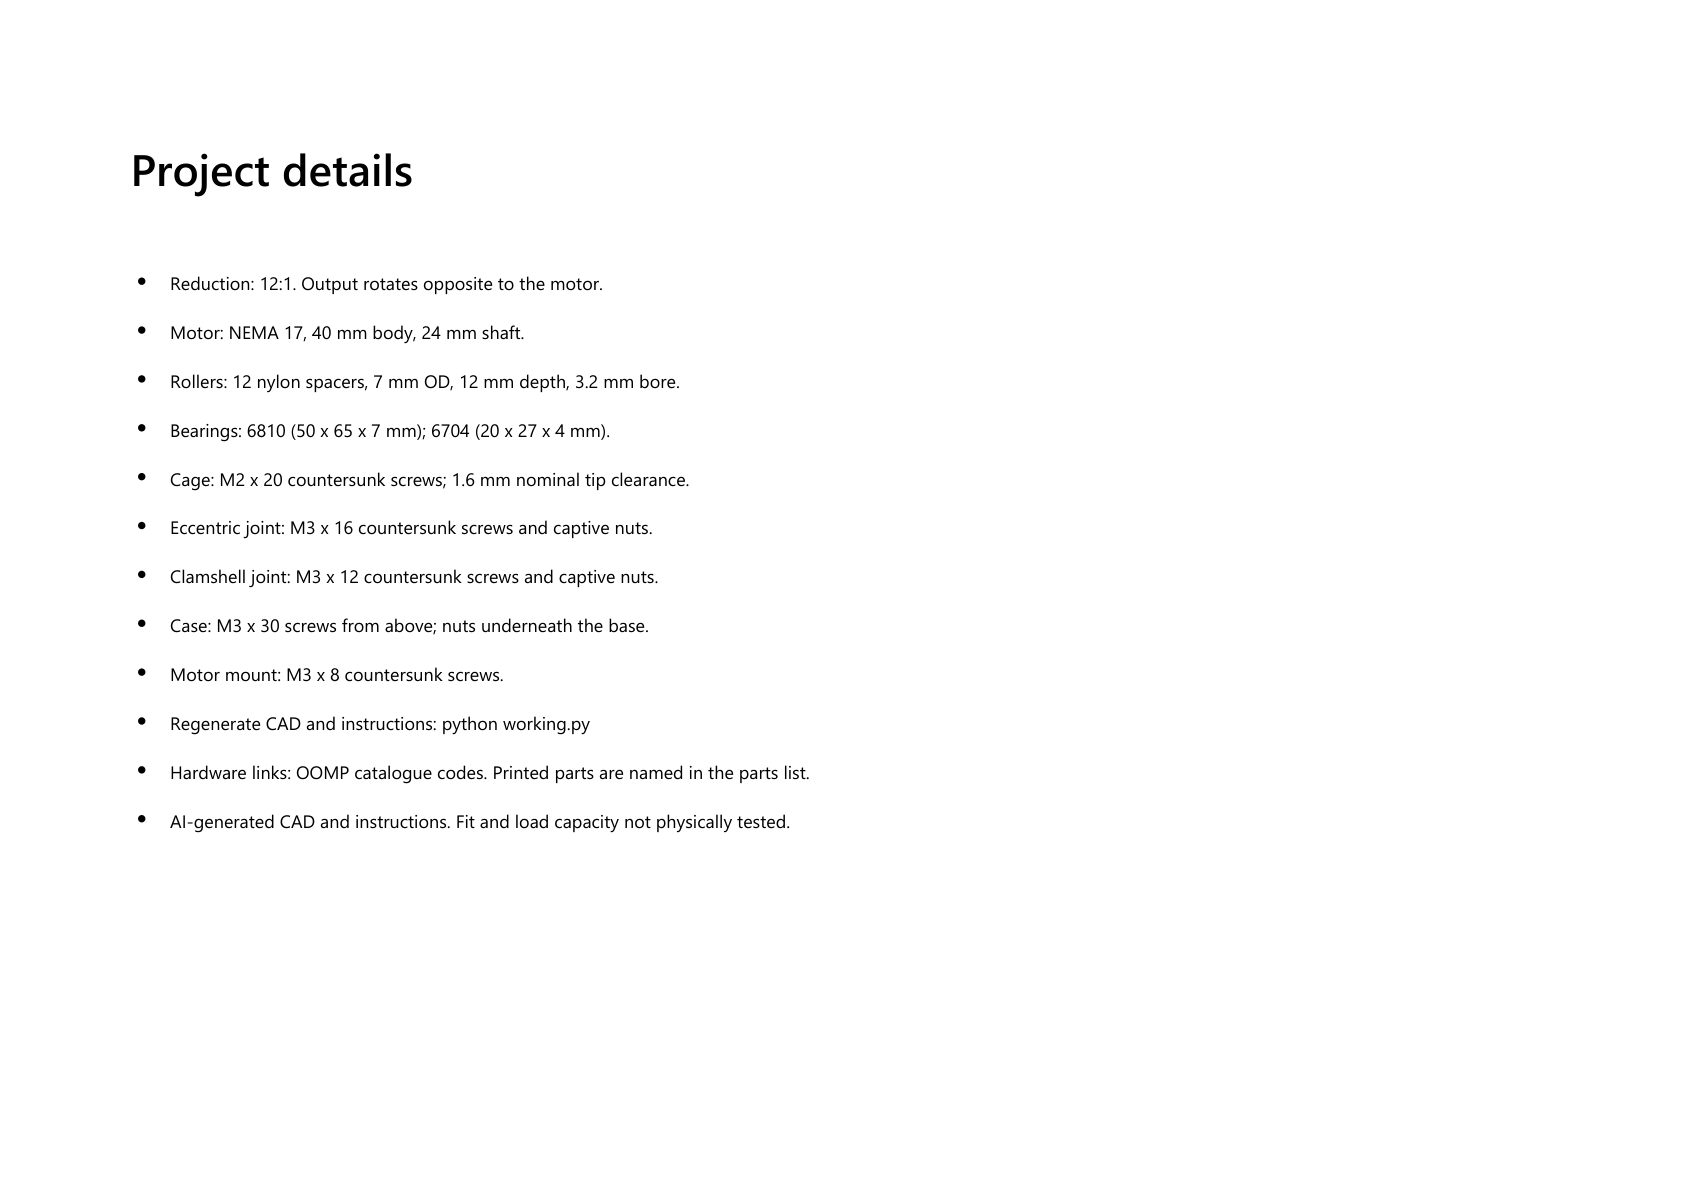 Project details
• Reduction: 12:1. Output rotates opposite to the motor.
• Motor: NEMA 17, 40 mm body, 24 mm shaft.
• Rollers: 12 nylon spacers, 7 mm OD, 12 mm depth, 3.2 mm bore.
• Bearings: 6810 (50 x 65 x 7 mm); 6704 (20 x 27 x 4 mm).
• Cage: M2 x 20 countersunk screws; 1.6 mm nominal tip clearance.
• Eccentric joint: M3 x 16 countersunk screws and captive nuts.
• Clamshell joint: M3 x 12 countersunk screws and captive nuts.
• Case: M3 x 30 screws from above; nuts underneath the base.
• Motor mount: M3 x 8 countersunk screws.
• Regenerate CAD and instructions: python working.py
• Hardware links: OOMP catalogue codes. Printed parts are named in the parts list.
• AI-generated CAD and instructions. Fit and load capacity not physically tested.